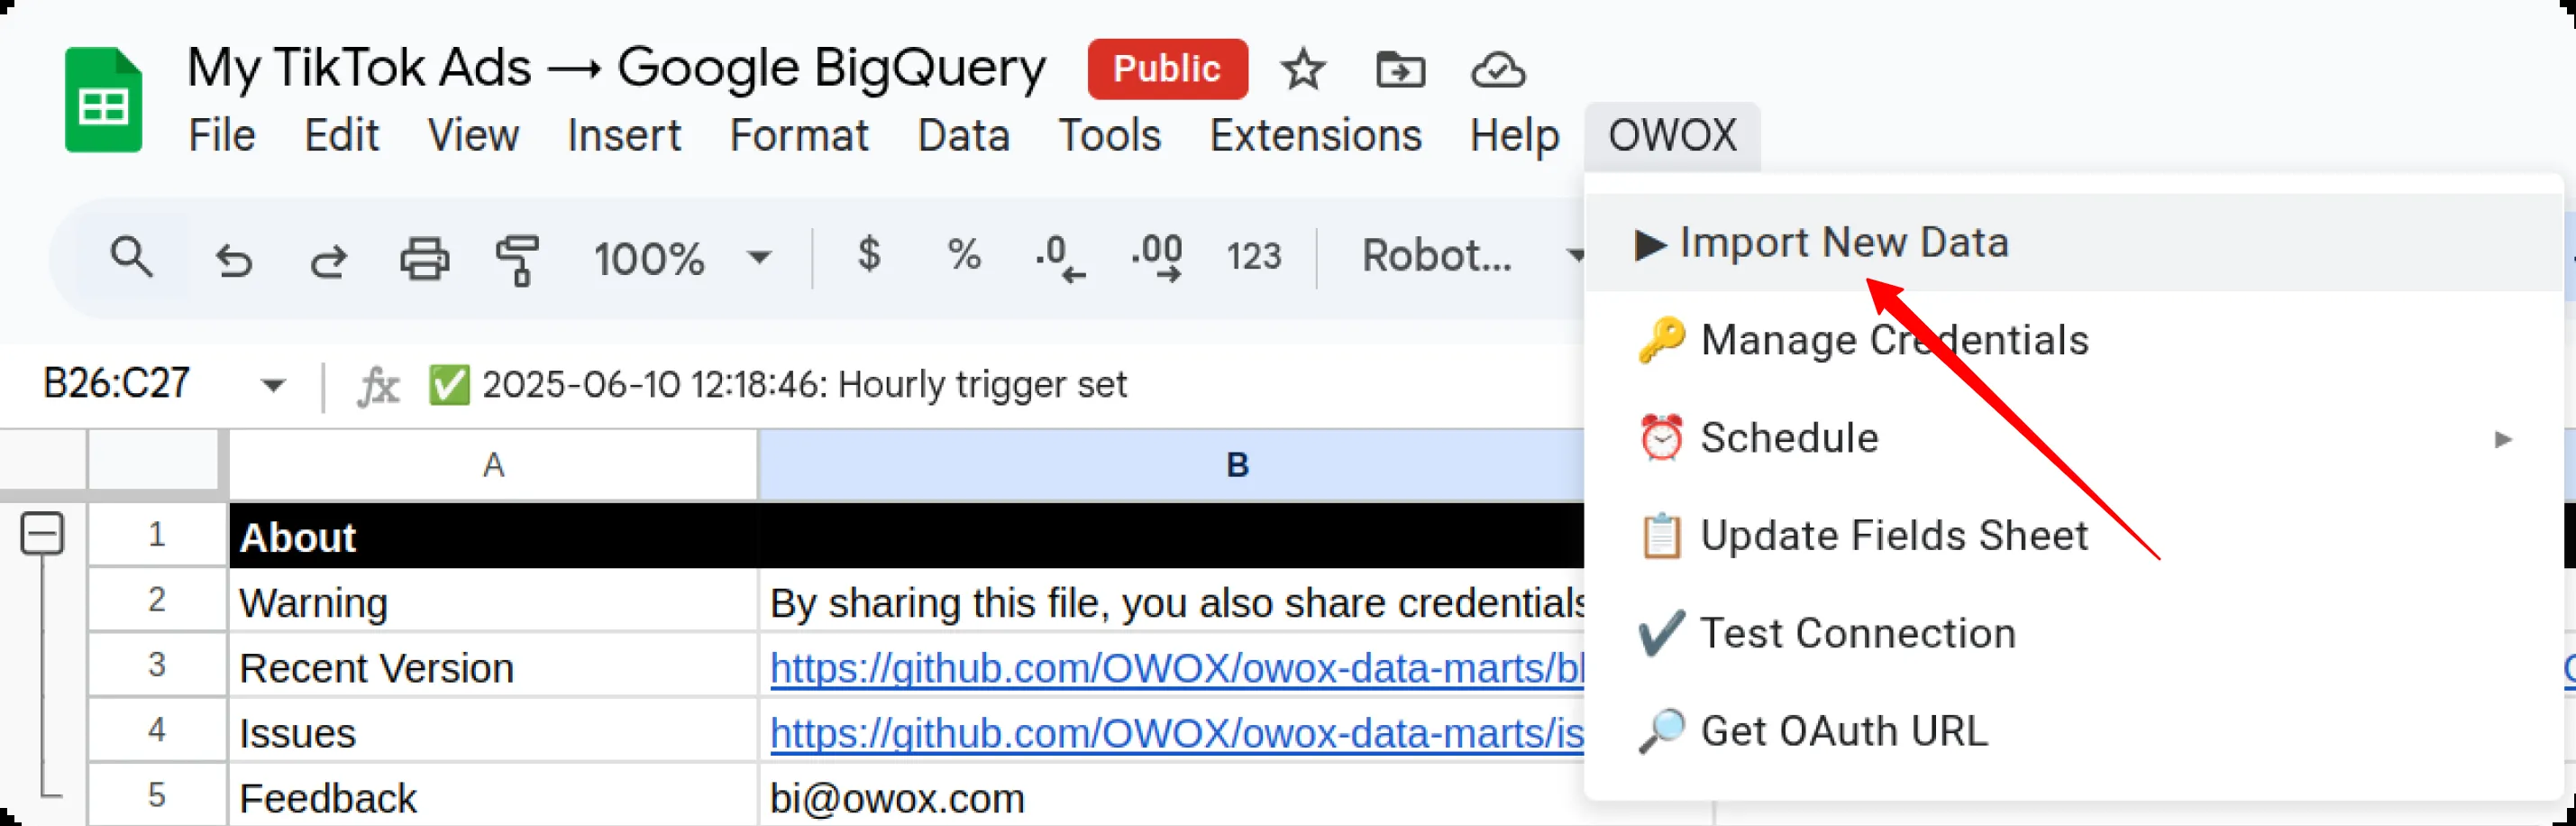 My TikTok Ads → Google BigQuery Public
File Edit View Insert Format Data Tools Extensions Help OWOX
100% $ % .0 .00 123 Robot...
▶ Import New Data
🔑 Manage Credentials
⏰ Schedule ▸
📋 Update Fields Sheet
✔️ Test Connection
🔎 Get OAuth URL
B26:C27 fx ✅ 2025-06-10 12:18:46: Hourly trigger set
A B
1 About
2 Warning By sharing this file, you also share credentials
3 Recent Version https://github.com/OWOX/owox-data-marts/bl
4 Issues https://github.com/OWOX/owox-data-marts/is
5 Feedback bi@owox.com